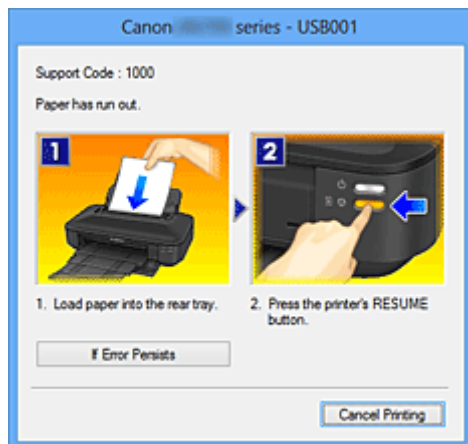 Canon series - USB001
Support Code : 1000
Paper has run out.
1
2
1. Load paper into the rear tray.
2. Press the printer's RESUME
button.
If Error Persists
Cancel Printing